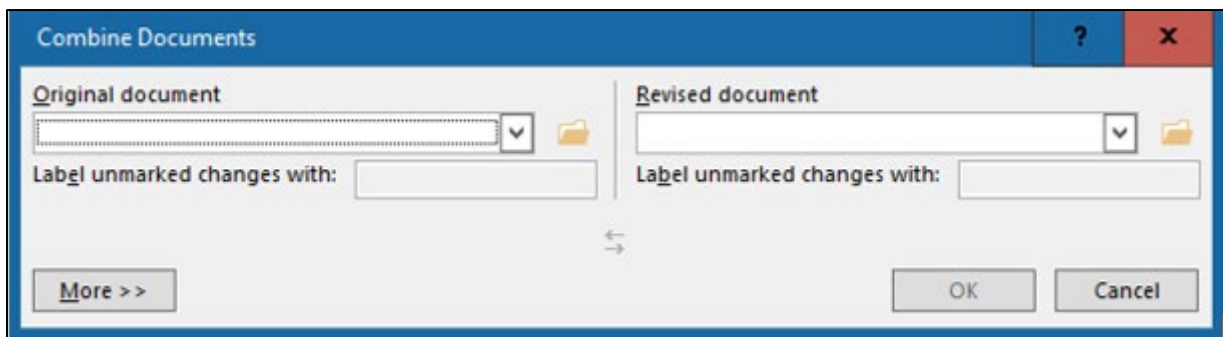 Combine Documents
?
x
Original document
Revised document
Label unmarked changes with:
Label unmarked changes with:
More >>
OK
Cancel